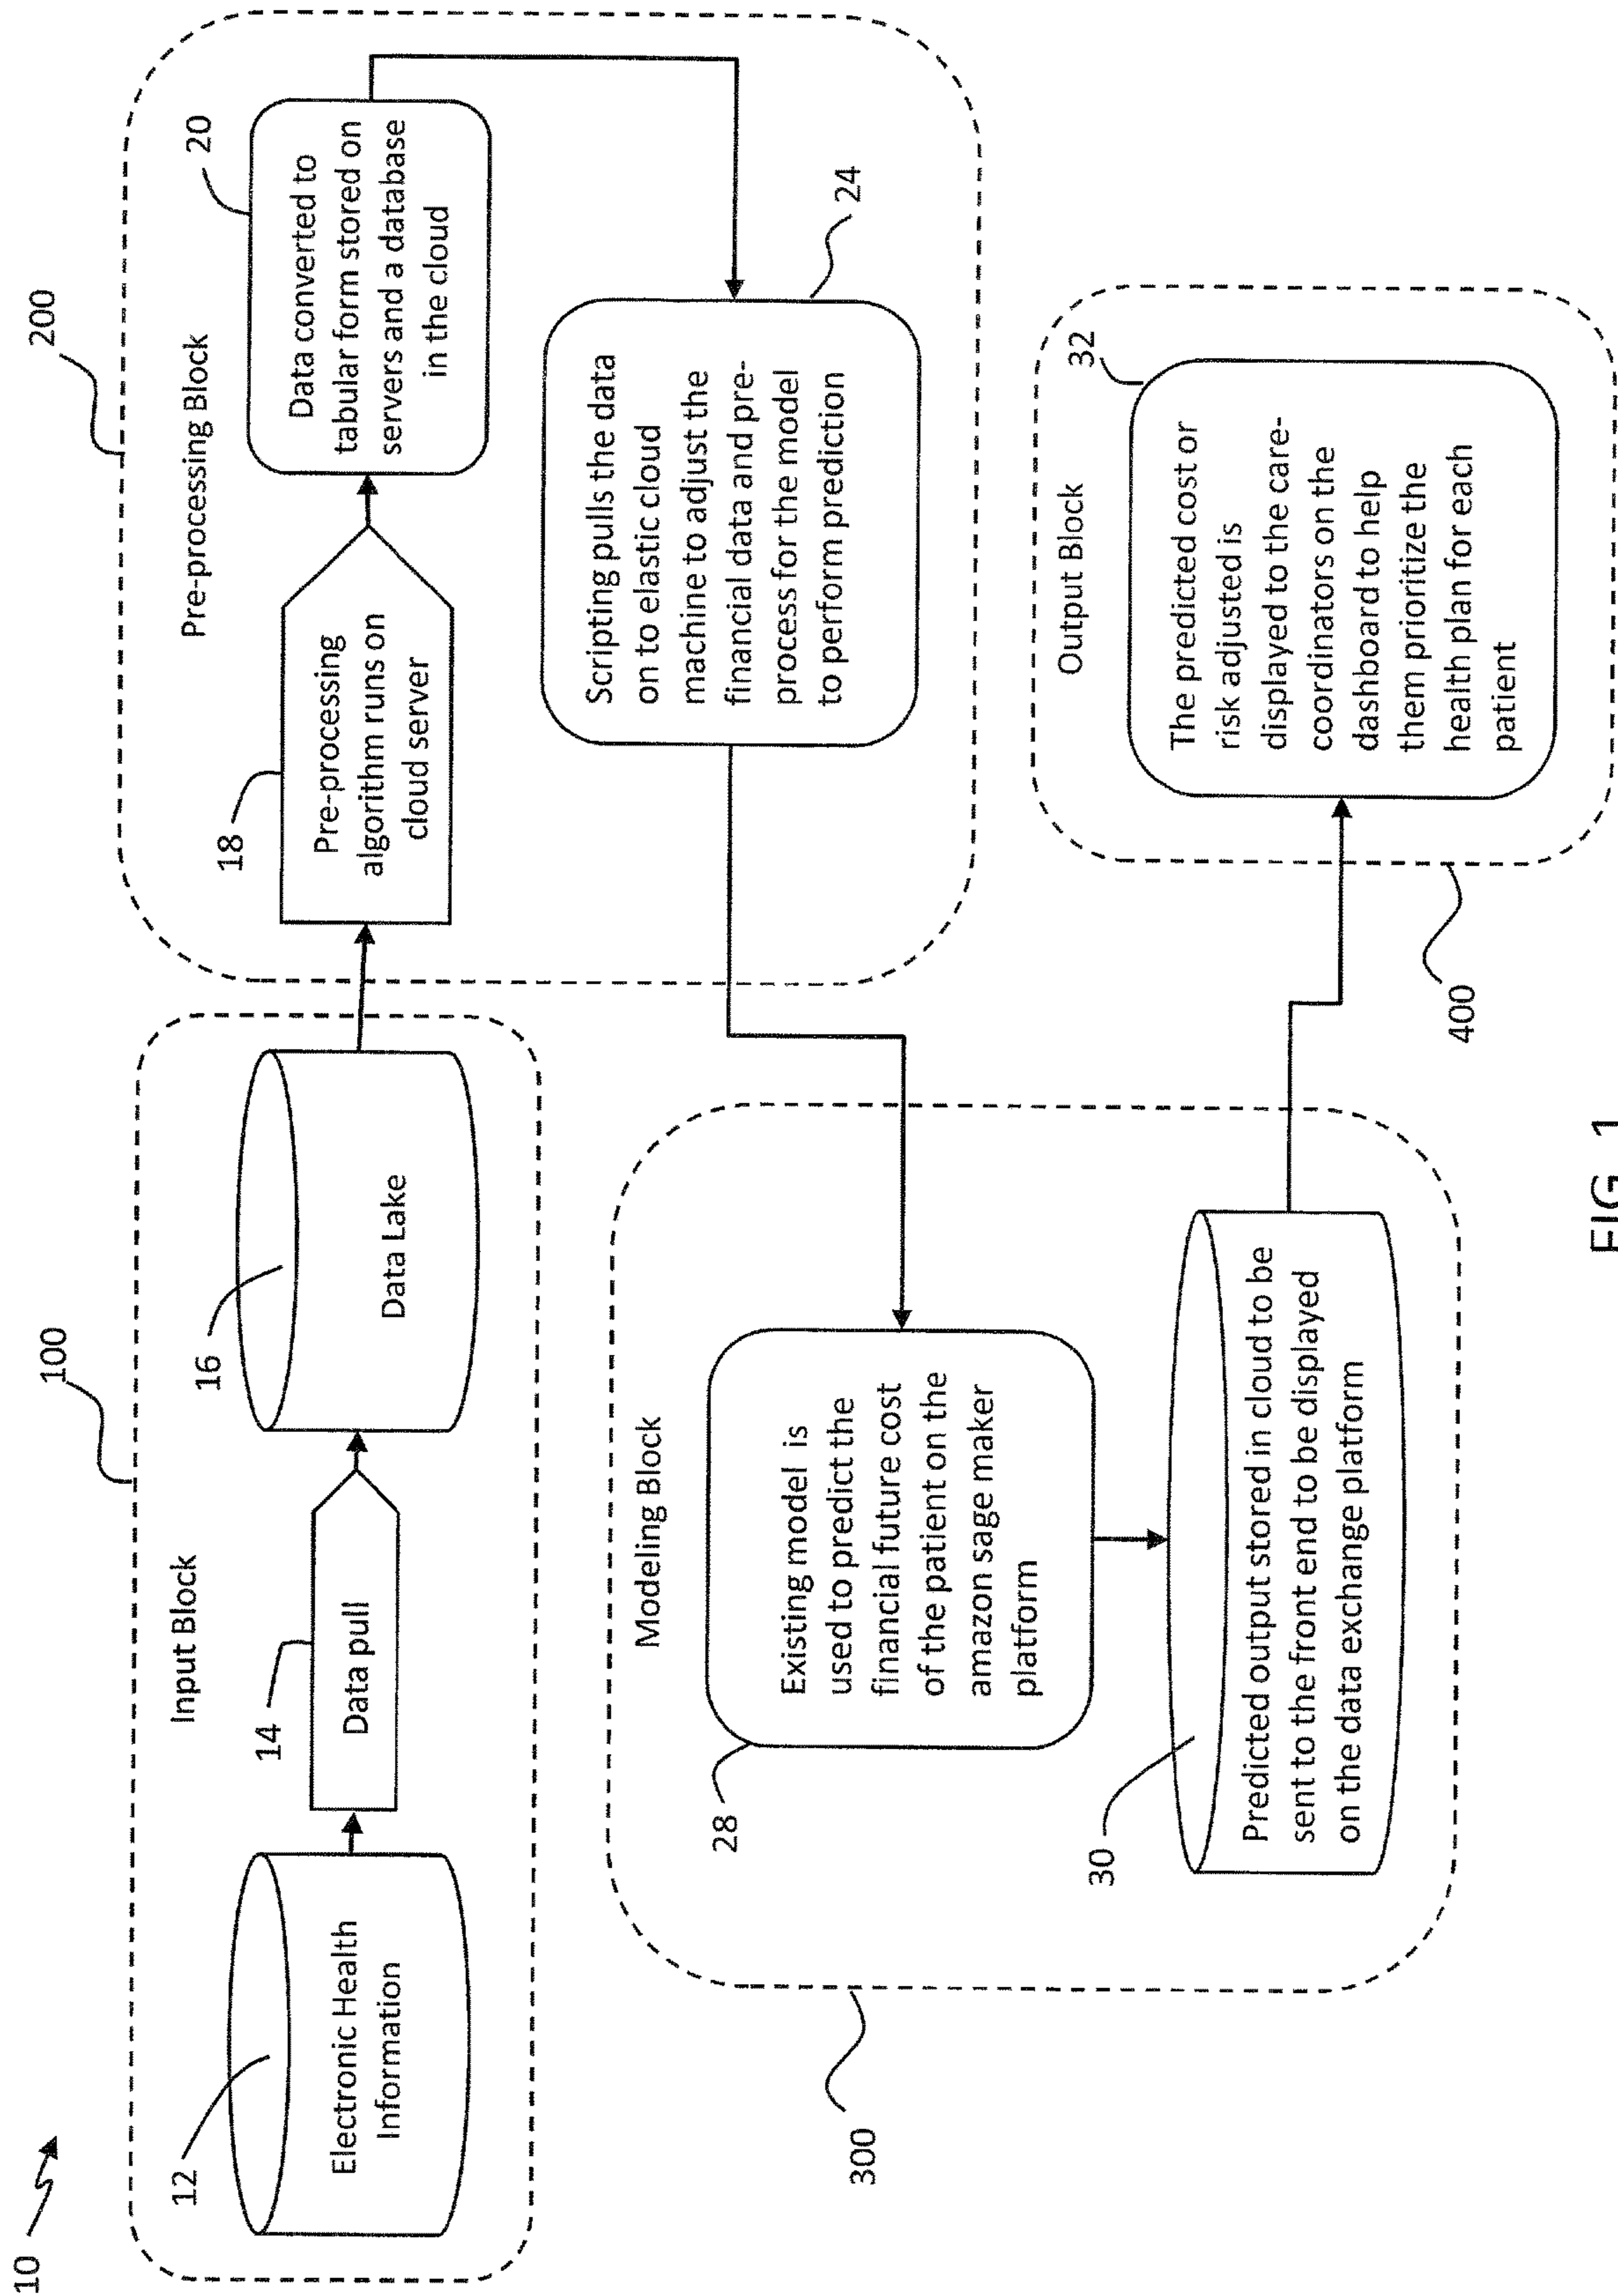 10
100
Input Block
12
Electronic Health
Information
14
Data pull
16
Data Lake
200
Pre-processing Block
18
Pre-processing
algorithm runs on
cloud server
20
Data converted to
tabular form stored on
servers and a database
in the cloud
24
Scripting pulls the data
on to elastic cloud
machine to adjust the
financial data and pre-
process for the model
to perform prediction
300
Modeling Block
28
Existing model is
used to predict the
financial future cost
of the patient on the
amazon sage maker
platform
30
Predicted output stored in cloud to be
sent to the front end to be displayed
on the data exchange platform
400
Output Block
32
The predicted cost or
risk adjusted is
displayed to the care-
coordinators on the
dashboard to help
them prioritize the
health plan for each
patient
FIG. 1